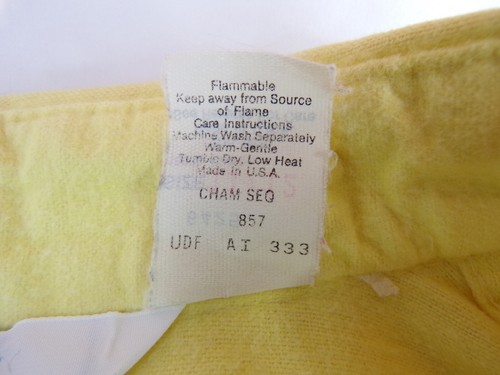 Flammable
Keep away from Source
of Flame
Care Instructions
Machine Wash Separately
Warm-Gentle
Tumble Dry, Low Heat
Made in U.S.A.
CHAM SEQ
857
UDF AI 333